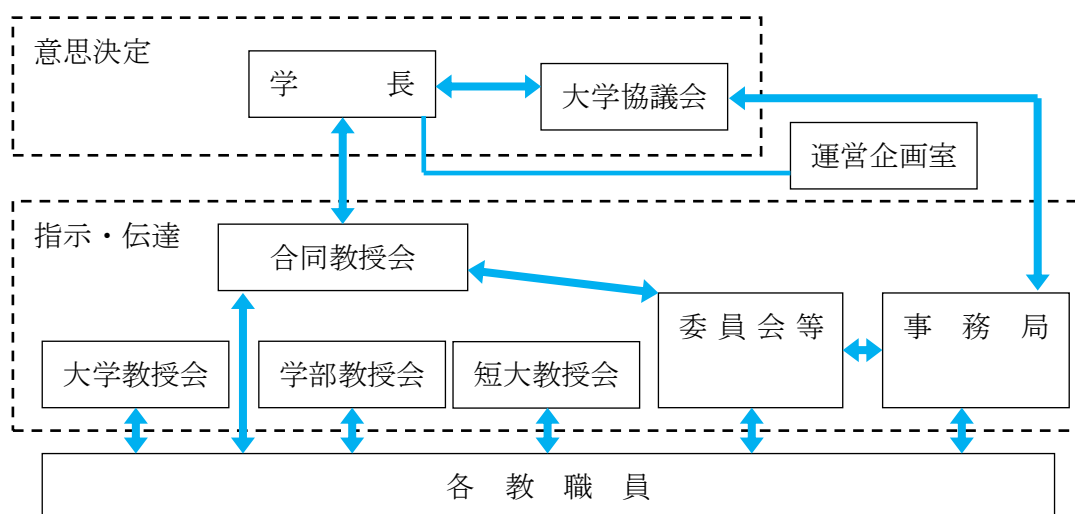 意思決定
学長
大学協議会
運営企画室
指示・伝達
合同教授会
委員会等
事務局
大学教授会
学部教授会
短大教授会
各教職員